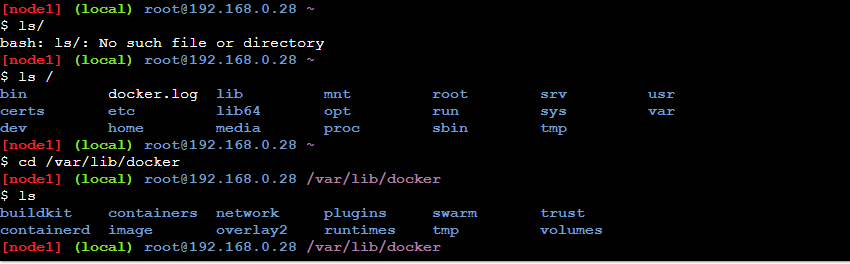 [node1] (local) root@192.168.0.28 ~
$ ls/
bash: ls/: No such file or directory
[node1] (local) root@192.168.0.28 ~
$ ls /
bin docker.log lib mnt root srv usr
certs etc lib64 opt run sys var
dev home media proc sbin tmp
[node1] (local) root@192.168.0.28 ~
$ cd /var/lib/docker
[node1] (local) root@192.168.0.28 /var/lib/docker
$ ls
buildkit containers network plugins swarm trust
containerd image overlay2 runtimes tmp volumes
[node1] (local) root@192.168.0.28 /var/lib/docker